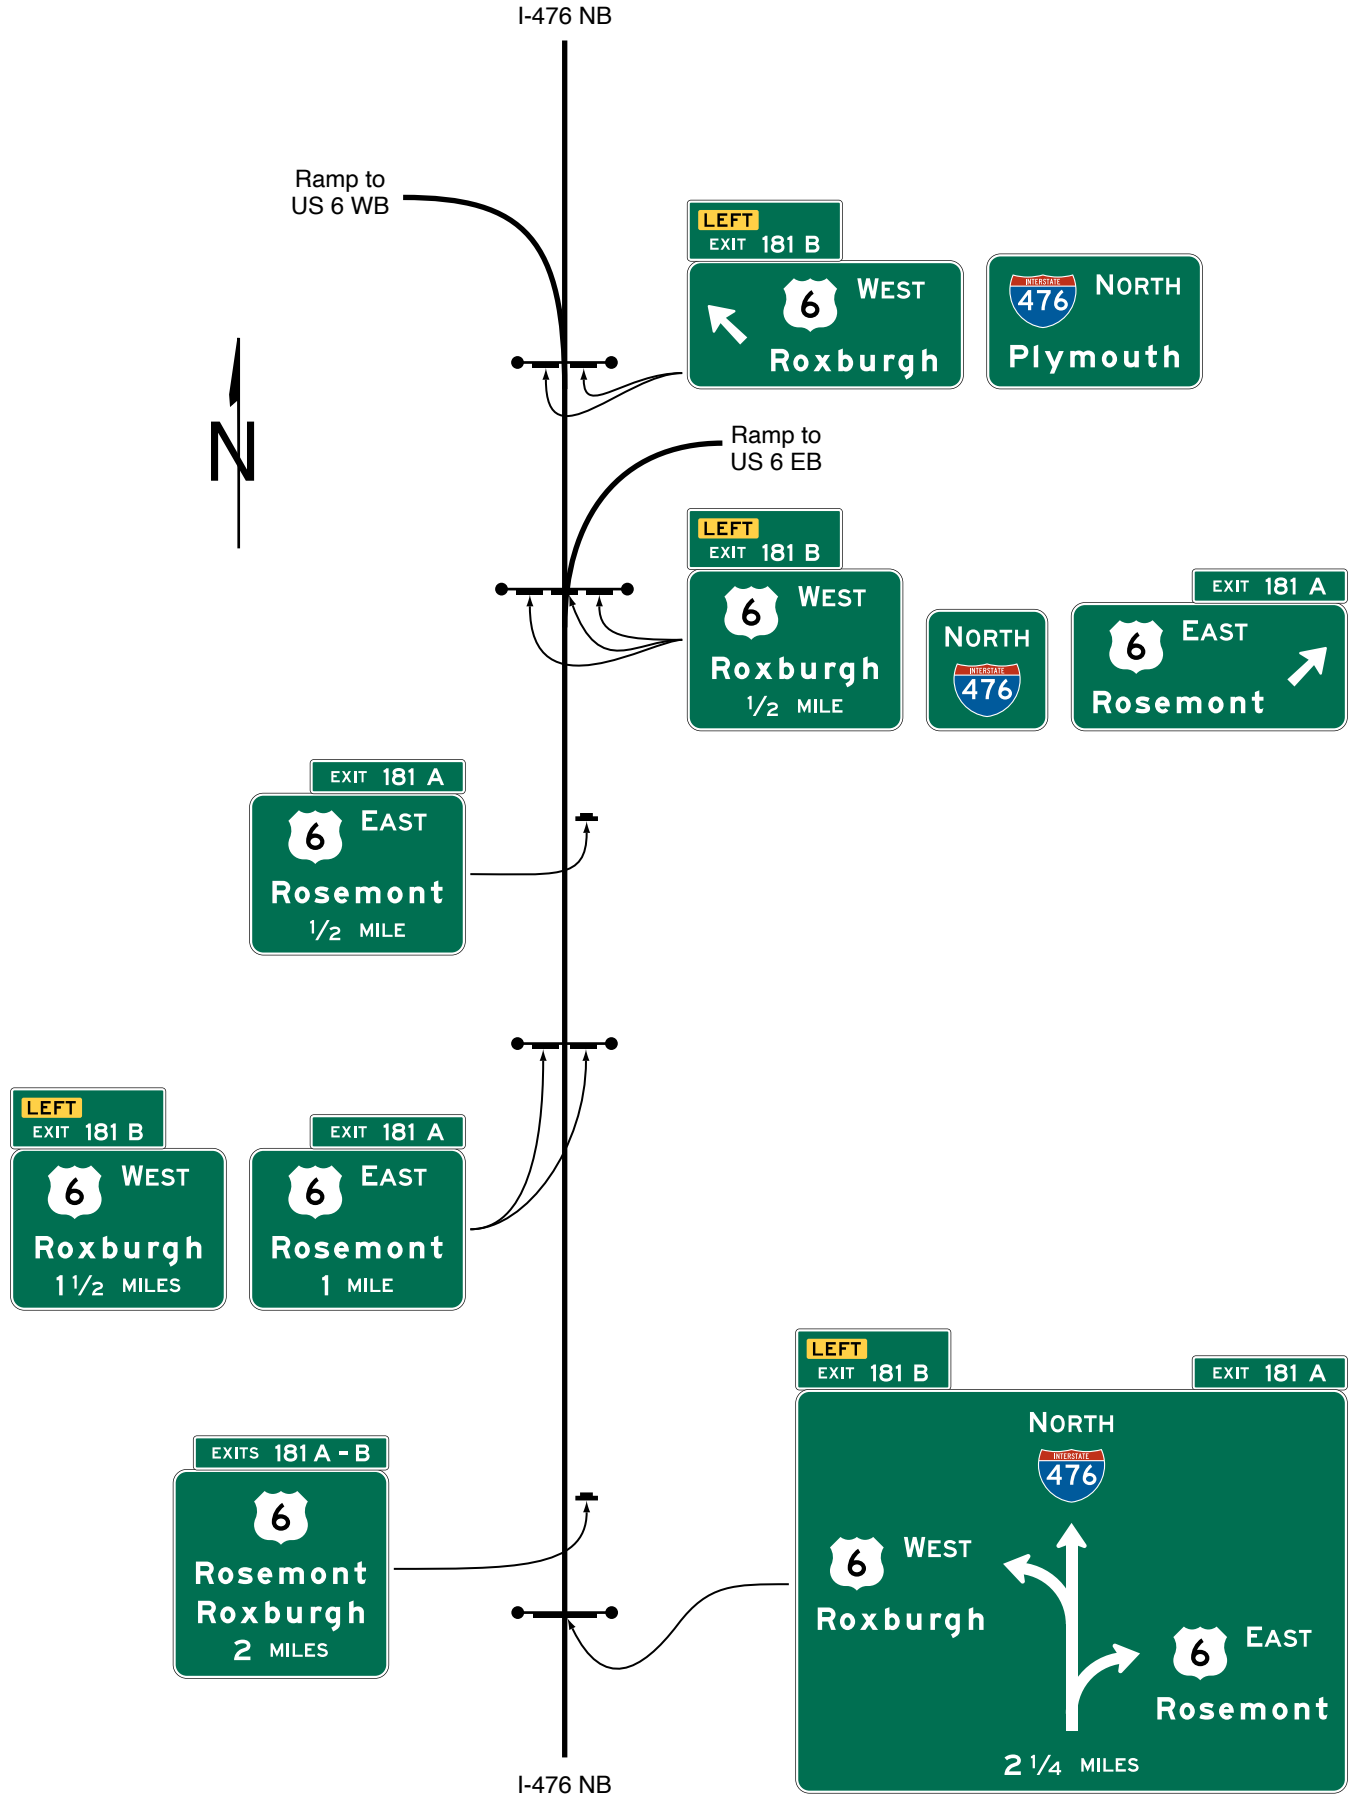 I-476 NB
Ramp to
US 6 WB
LEFT
EXIT 181 B
6 WEST
Roxburgh
INTERSTATE
476 NORTH
Plymouth
N
Ramp to
US 6 EB
LEFT
EXIT 181 B
6 WEST
Roxburgh
1/2 MILE
NORTH
INTERSTATE
476
EXIT 181 A
6 EAST
Rosemont
EXIT 181 A
6 EAST
Rosemont
1/2 MILE
LEFT
EXIT 181 B
6 WEST
Roxburgh
1 1/2 MILES
EXIT 181 A
6 EAST
Rosemont
1 MILE
EXITS 181 A - B
6
Rosemont
Roxburgh
2 MILES
LEFT
EXIT 181 B
EXIT 181 A
NORTH
INTERSTATE
476
6 WEST
Roxburgh
6 EAST
Rosemont
2 1/4 MILES
I-476 NB